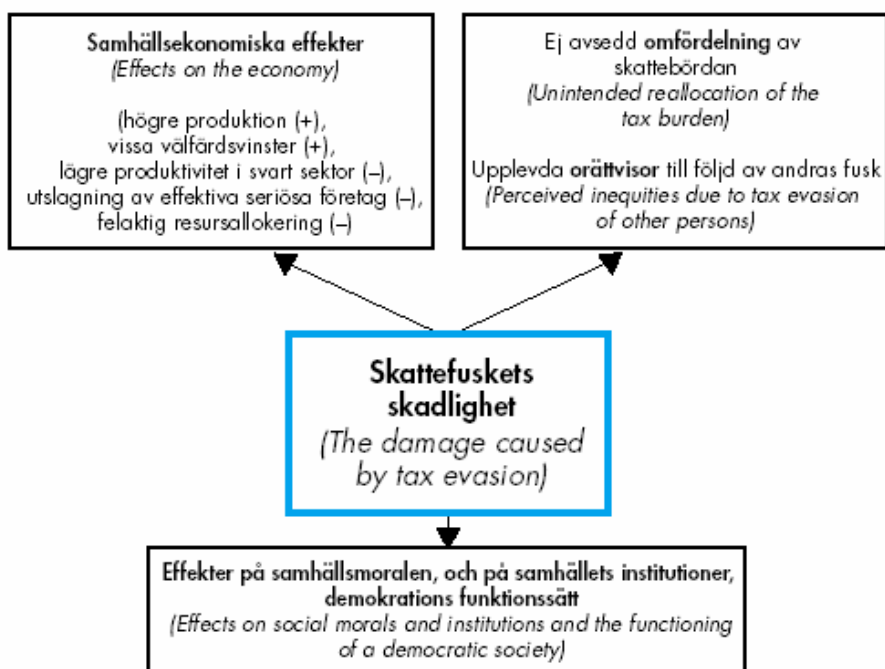 Samhällsekonomiska effekter
(Effects on the economy)
(högre produktion (+),
vissa välfärdsvinster (+),
lägre produktivitet i svart sektor (–),
utslagning av effektiva seriösa företag (–),
felaktig resursallokering (–)
Ej avsedd omfördelning av
skattebördan
(Unintended reallocation of the
tax burden)
Upplevda orättvisor till följd av andras fusk
(Perceived inequities due to tax evasion
of other persons)
Skattefuskets
skadlighet
(The damage caused
by tax evasion)
Effekter på samhällsmoralen, och på samhällets institutioner,
demokratins funktionssätt
(Effects on social morals and institutions and the functioning
of a democratic society)